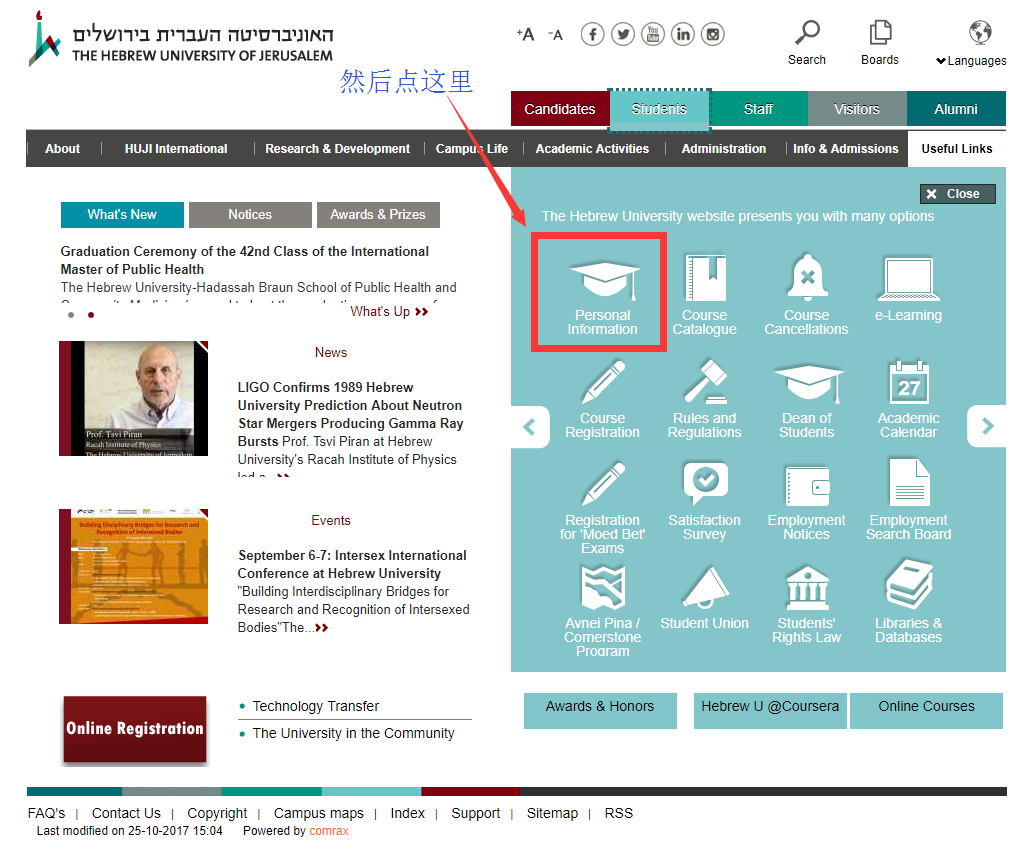 האוניברסיטה העברית בירושלים
THE HEBREW UNIVERSITY OF JERUSALEM
+A -A
Search
Boards
Languages
然后点这里
Candidates
Students
Staff
Visitors
Alumni
About
HUJI International
Research & Development
Campus Life
Academic Activities
Administration
Info & Admissions
Useful Links
What's New
Notices
Awards & Prizes
Graduation Ceremony of the 42nd Class of the International
Master of Public Health
The Hebrew University-Hadassah Braun School of Public Health and
What's Up
News
Prof. Tsvi Piran
Racah Institute of Physics
The Hebrew University of Jerusalem
LIGO Confirms 1989 Hebrew
University Prediction About Neutron
Star Mergers Producing Gamma Ray
Bursts Prof. Tsvi Piran at Hebrew
University's Racah Institute of Physics
Events
Building Disciplinary Bridges for Research and
Recognition of Intersexed Bodies
September 6-7: Intersex International
Conference at Hebrew University
"Building Interdisciplinary Bridges for
Research and Recognition of Intersexed
Bodies"The...
Close
The Hebrew University website presents you with many options
Personal
Information
Course
Catalogue
Course
Cancellations
e-Learning
Course
Registration
Rules and
Regulations
Dean of
Students
27
Academic
Calendar
Registration
for 'Moed Bet'
Exams
Satisfaction
Survey
Employment
Notices
Employment
Search Board
Avnei Pina /
Cornerstone
Program
Student Union
Students'
Rights Law
Libraries &
Databases
Online Registration
Technology Transfer
The University in the Community
Awards & Honors
Hebrew U @Coursera
Online Courses
FAQ's | Contact Us | Copyright | Campus maps | Index | Support | Sitemap | RSS
Last modified on 25-10-2017 15:04 Powered by comrax